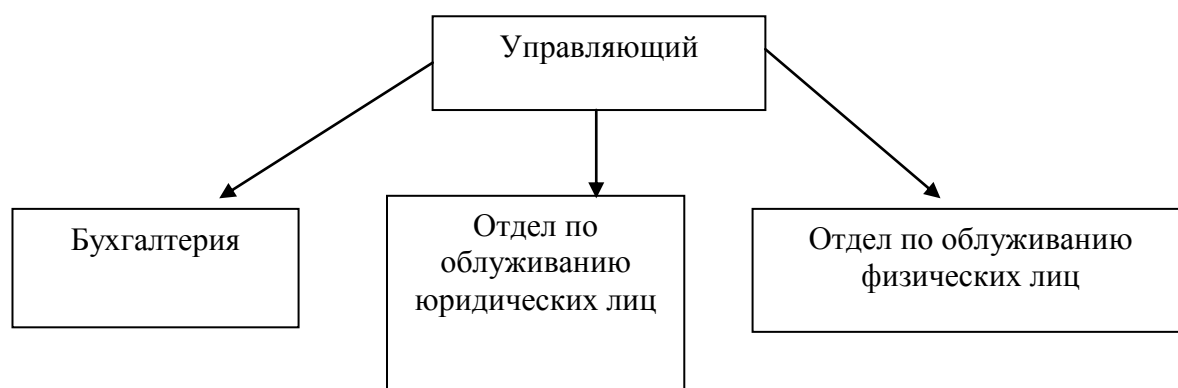 Управляющий
Бухгалтерия
Отдел по
облуживанию
юридических лиц
Отдел по облуживанию
физических лиц